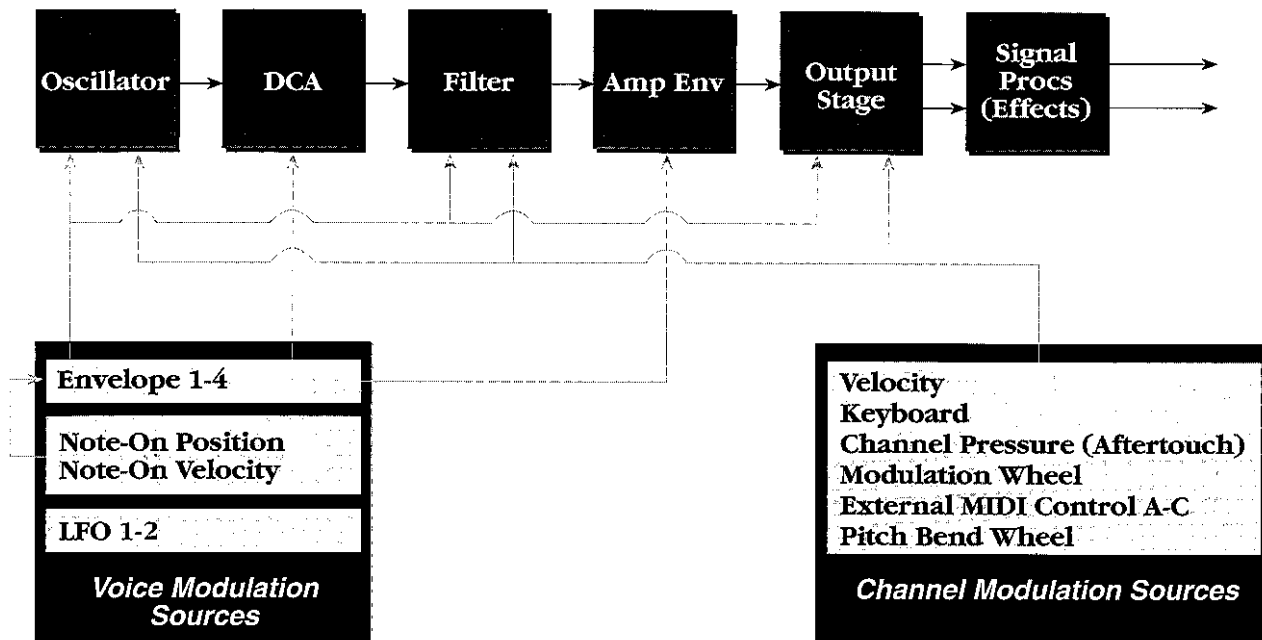 Oscillator
DCA
Filter
Amp Env
Output
Stage
Signal
Procs
(Effects)
Envelope 1-4
Note-On Position
Note-On Velocity
LFO 1-2
Voice Modulation
Sources
Velocity
Keyboard
Channel Pressure (Aftertouch)
Modulation Wheel
External MIDI Control A-C
Pitch Bend Wheel
Channel Modulation Sources